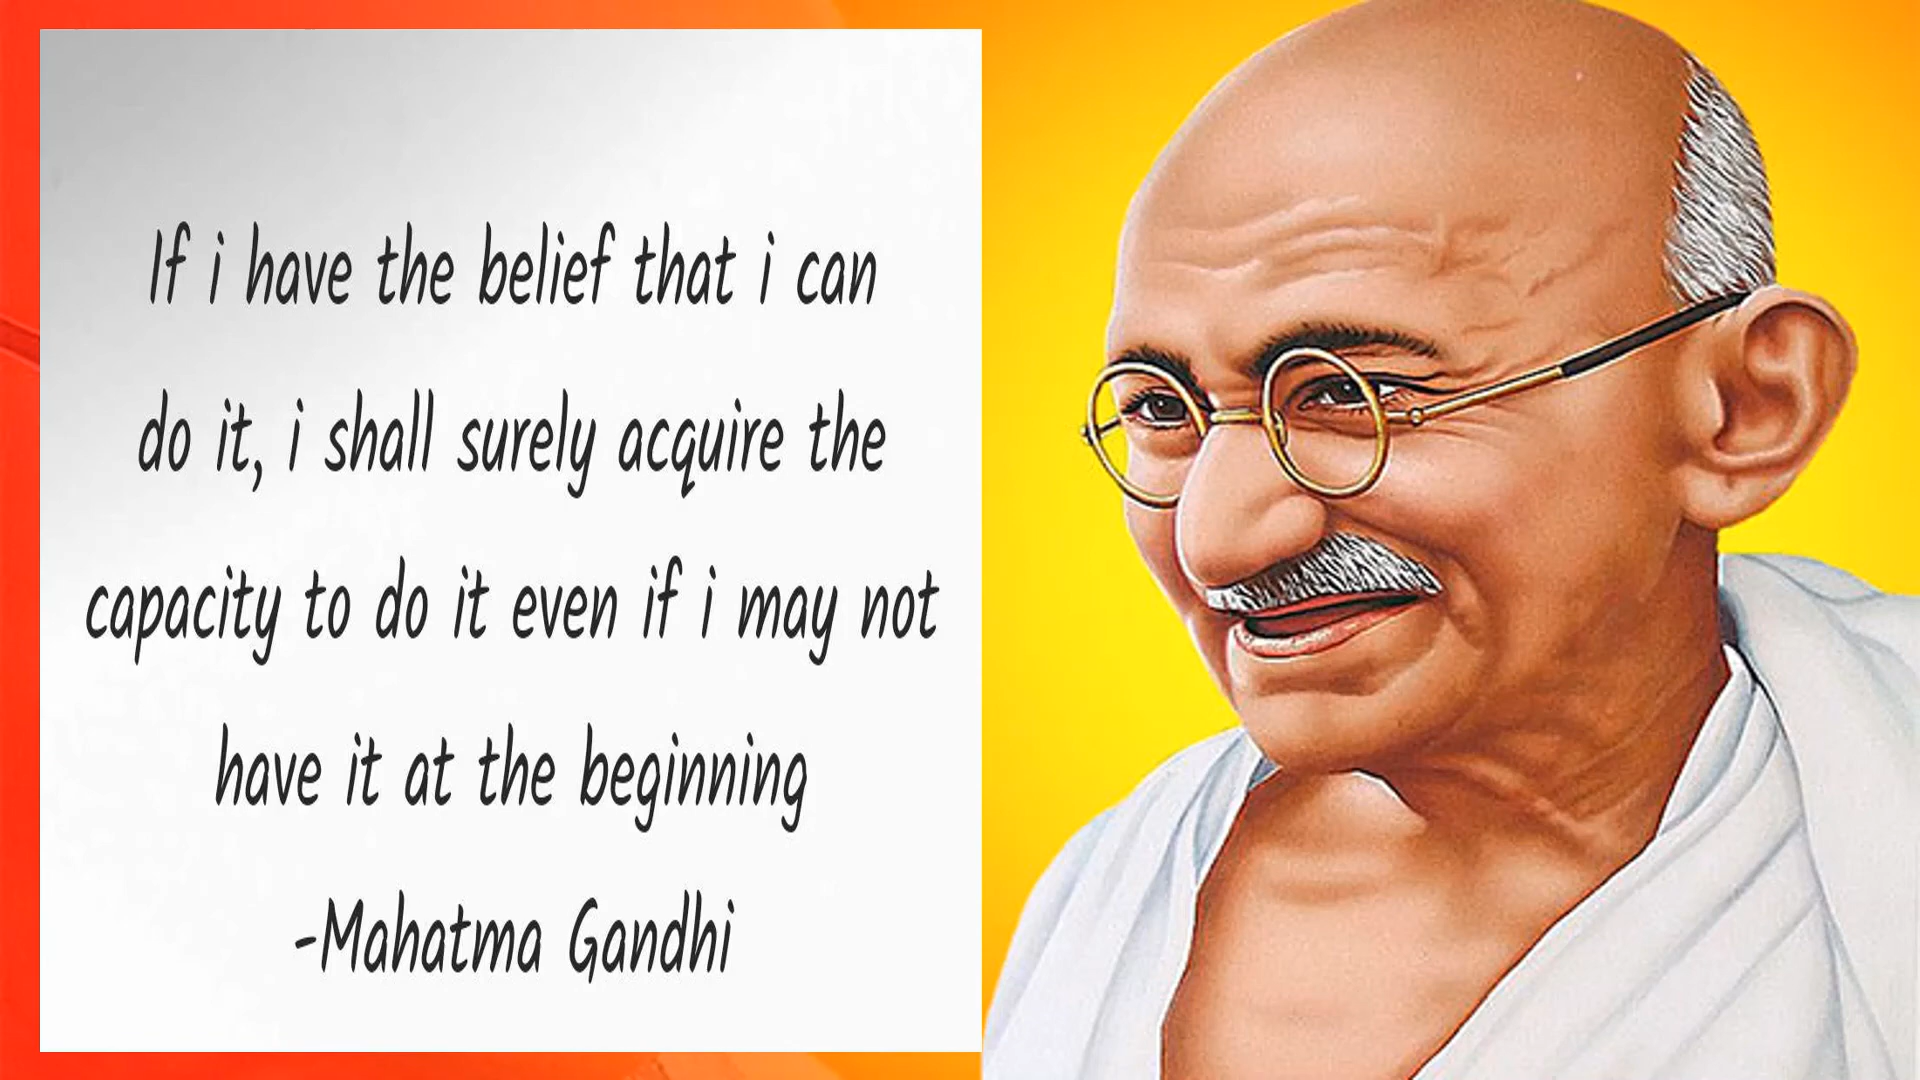 If i have the belief that i can
do it, i shall surely acquire the
capacity to do it even if i may not
have it at the beginning
-Mahatma Gandhi